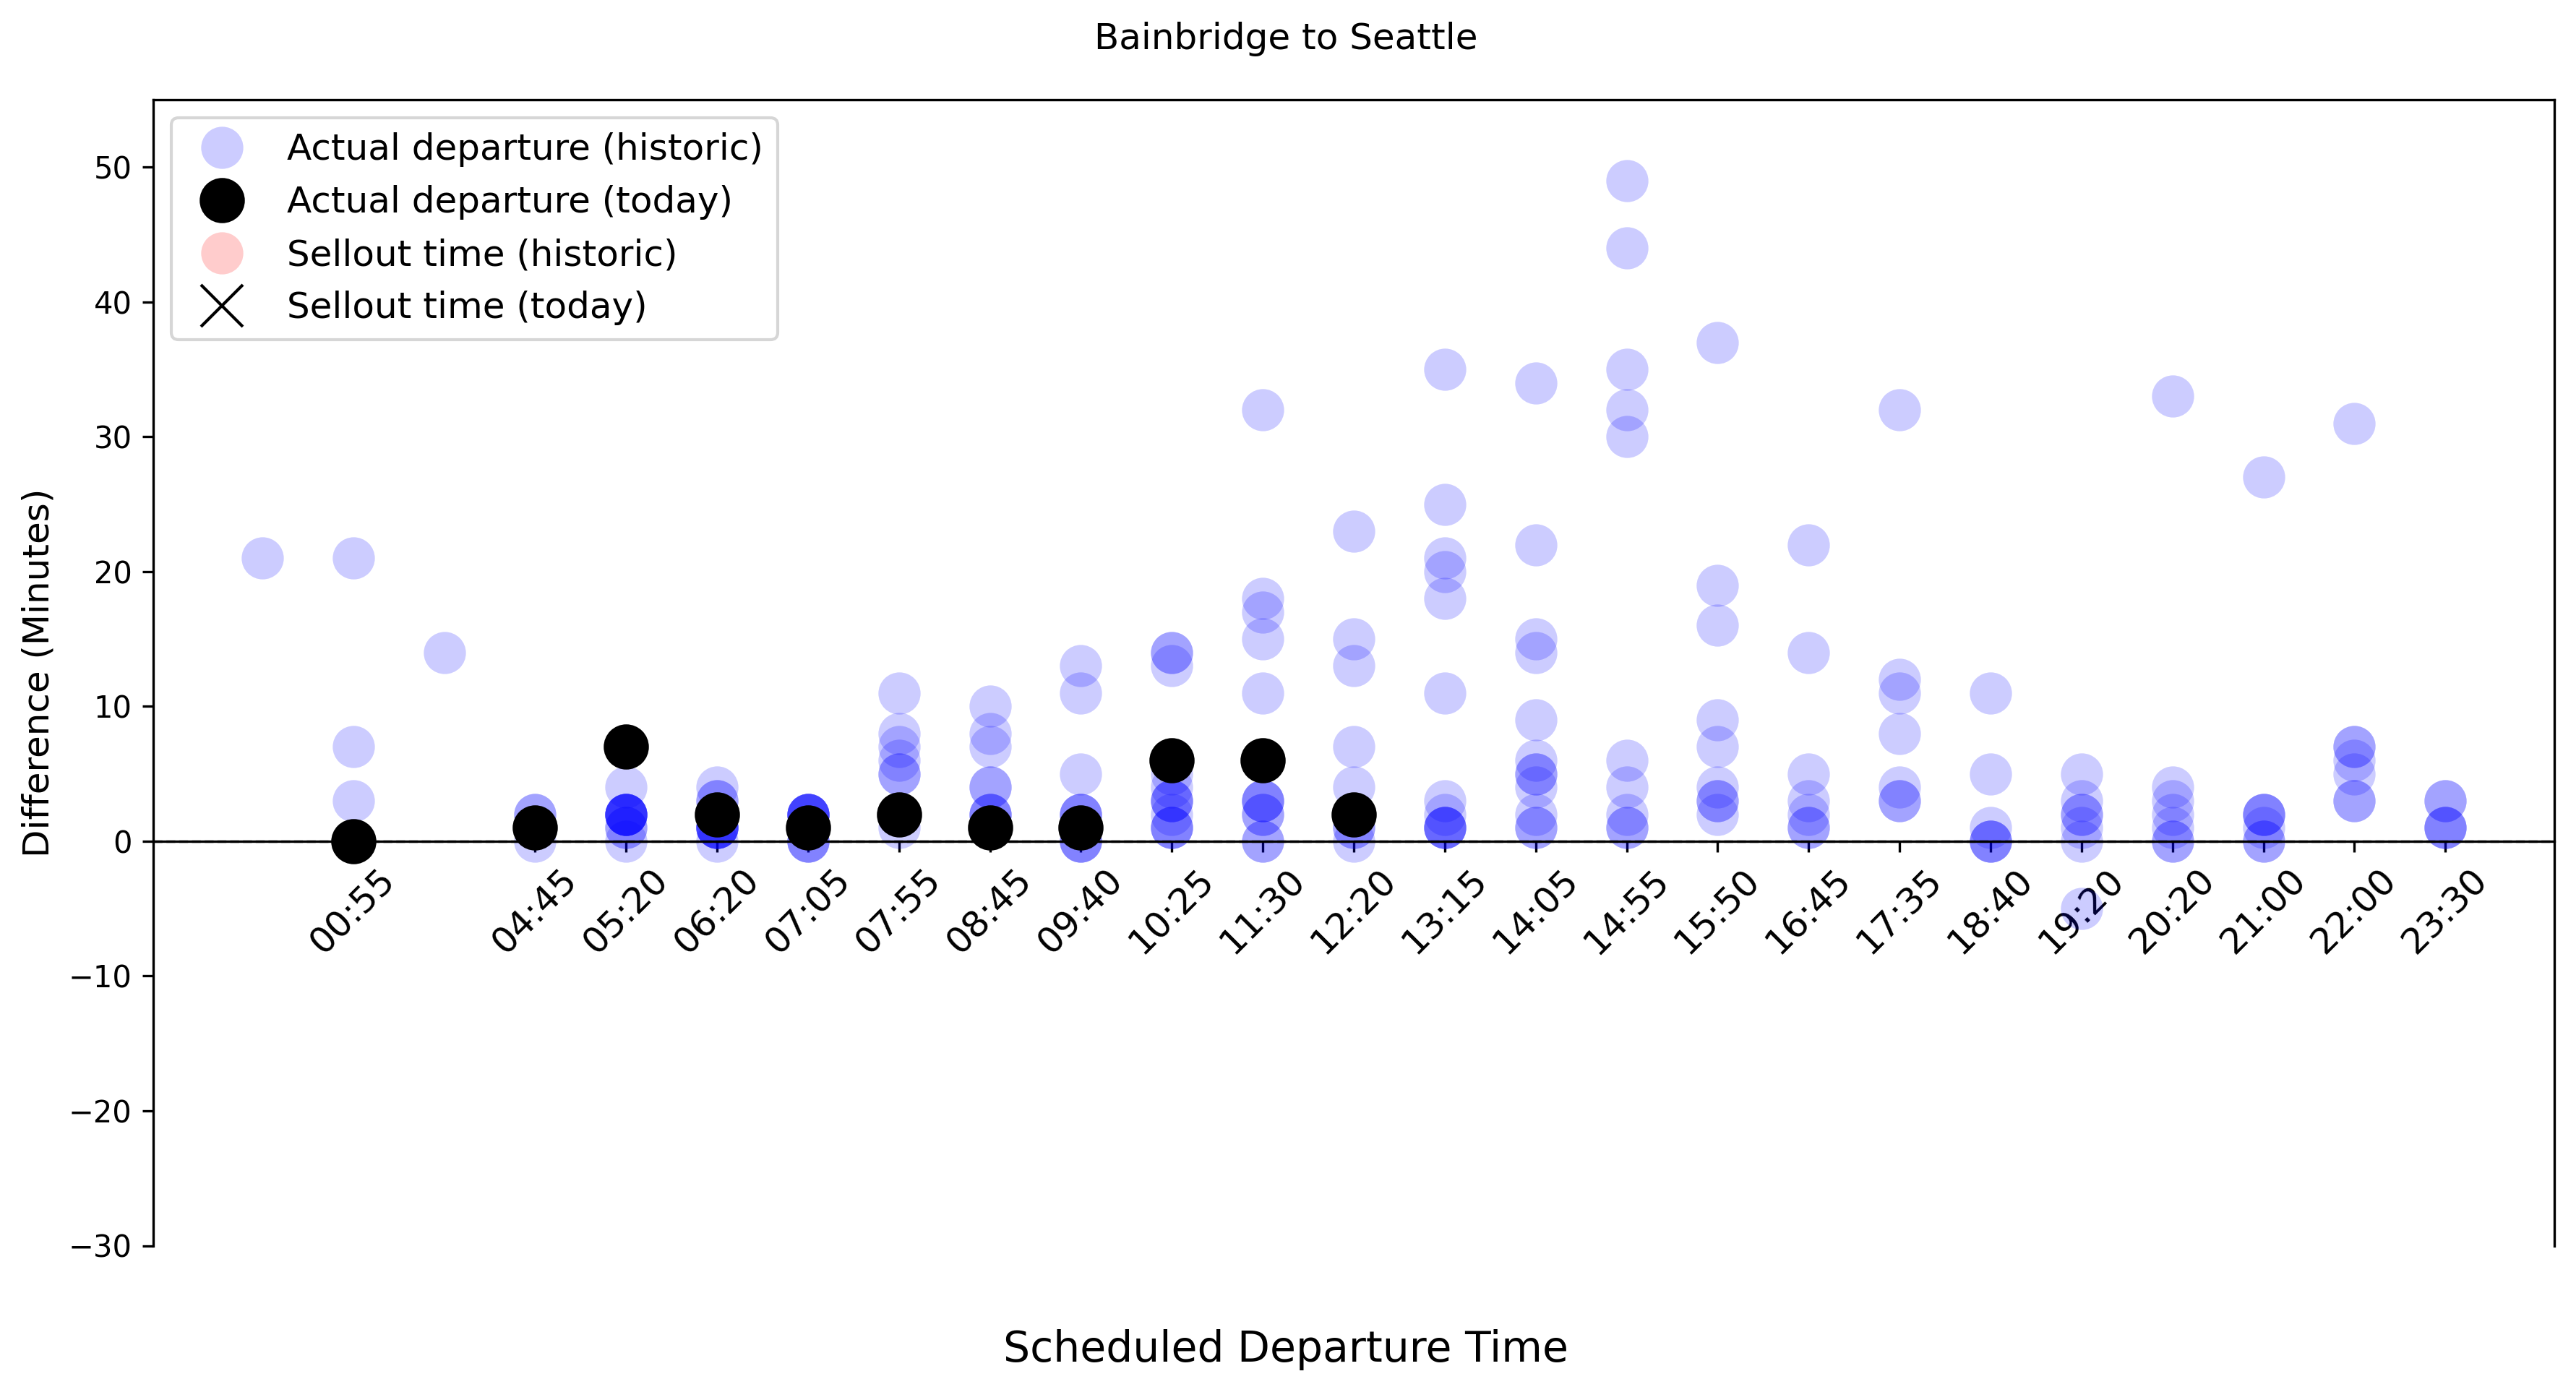 Bainbridge to Seattle
Actual departure (historic)
Actual departure (today)
Sellout time (historic)
Sellout time (today)
Difference (Minutes)
50
40
30
20
10
0
−10
−20
−30
00:55 04:45 05:20 06:20 07:05 07:55 08:45 09:40 10:25 11:30 12:20 13:15 14:05 14:55 15:50 16:45 17:35 18:40 19:20 20:20 21:00 22:00 23:30
Scheduled Departure Time